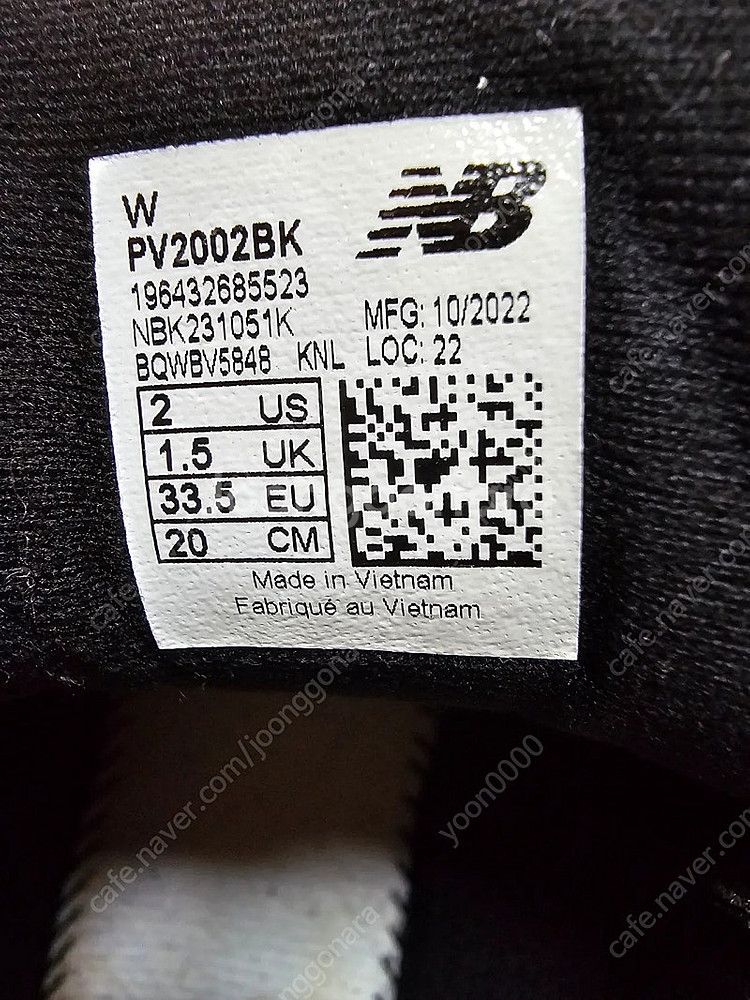 W
NB
PV2002BK
196432685523
NBK231051K
MFG: 10/2022
BQWBV5848 KNL
LOC: 22
2 US
1.5 UK
33.5 EU
20 CM
Made in Vietnam
Fabriqué au Vietnam
cafe.naver.com/joonggonara
yoon0000